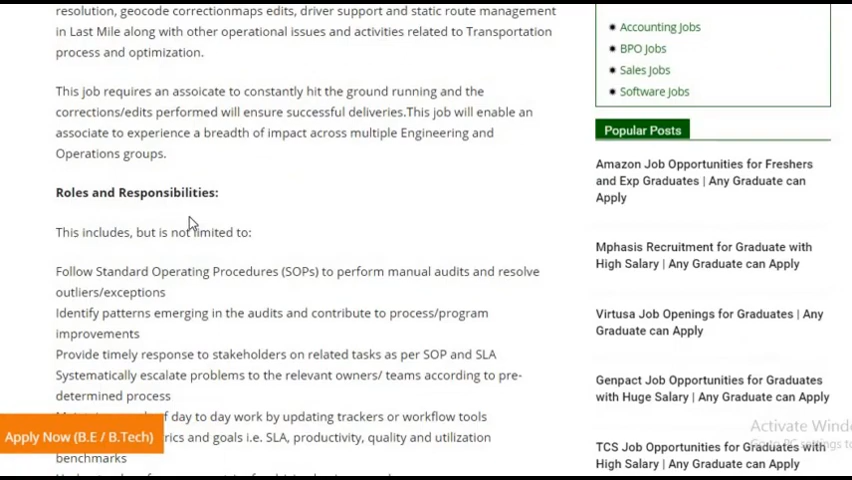 resolution, geocode correctionmaps edits, driver support and static route management
in Last Mile along with other operational issues and activities related to Transportation
process and optimization.
This job requires an assoicate to constantly hit the ground running and the
corrections/edits performed will ensure successful deliveries.This job will enable an
associate to experience a breadth of impact across multiple Engineering and
Operations groups.
Roles and Responsibilities:
This includes, but is not limited to:
Follow Standard Operating Procedures (SOPs) to perform manual audits and resolve
outliers/exceptions
Identify patterns emerging in the audits and contribute to process/program
improvements
Provide timely response to stakeholders on related tasks as per SOP and SLA
Systematically escalate problems to the relevant owners/ teams according to pre-
determined process
of day to day work by updating trackers or workflow tools
and goals i.e. SLA, productivity, quality and utilization
benchmarks
Apply Now (B.E / B.Tech)
Accounting Jobs
BPO Jobs
Sales Jobs
Software Jobs
Popular Posts
Amazon Job Opportunities for Freshers
and Exp Graduates | Any Graduate can
Apply
Mphasis Recruitment for Graduate with
High Salary | Any Graduate can Apply
Virtusa Job Openings for Graduates | Any
Graduate can Apply
Genpact Job Opportunities for Graduates
with Huge Salary | Any Graduate can Apply
TCS Job Opportunities for Graduates with
High Salary | Any Graduate can Apply
Activate
Go to PC settings to